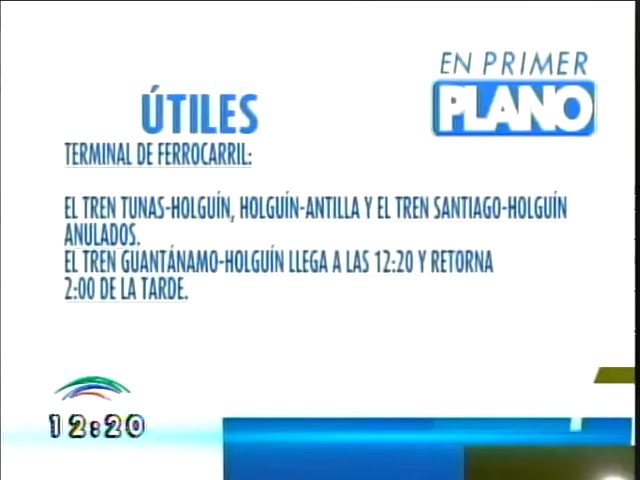 EN PRIMER
PLANO
ÚTILES
TERMINAL DE FERROCARRIL:
EL TREN TUNAS-HOLGUÍN, HOLGUÍN-ANTILLA Y EL TREN SANTIAGO-HOLGUÍN
ANULADOS.
EL TREN GUANTÁNAMO-HOLGUÍN LLEGA A LAS 12:20 Y RETORNA
2:00 DE LA TARDE.
12:20